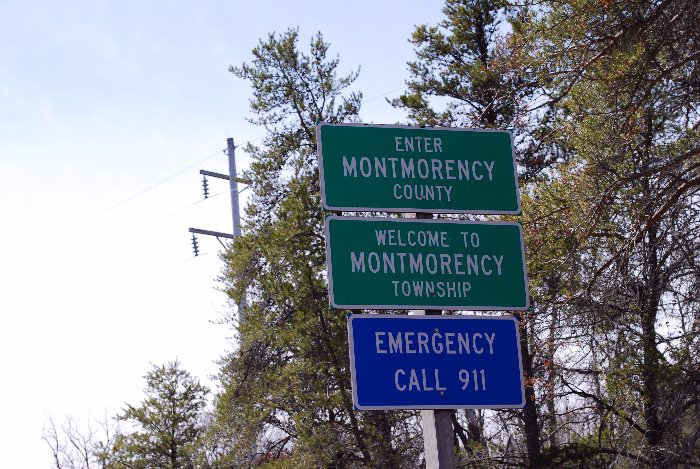 ENTER
MONTMORENCY
COUNTY
WELCOME TO
MONTMORENCY
TOWNSHIP
EMERGENCY
CALL 911